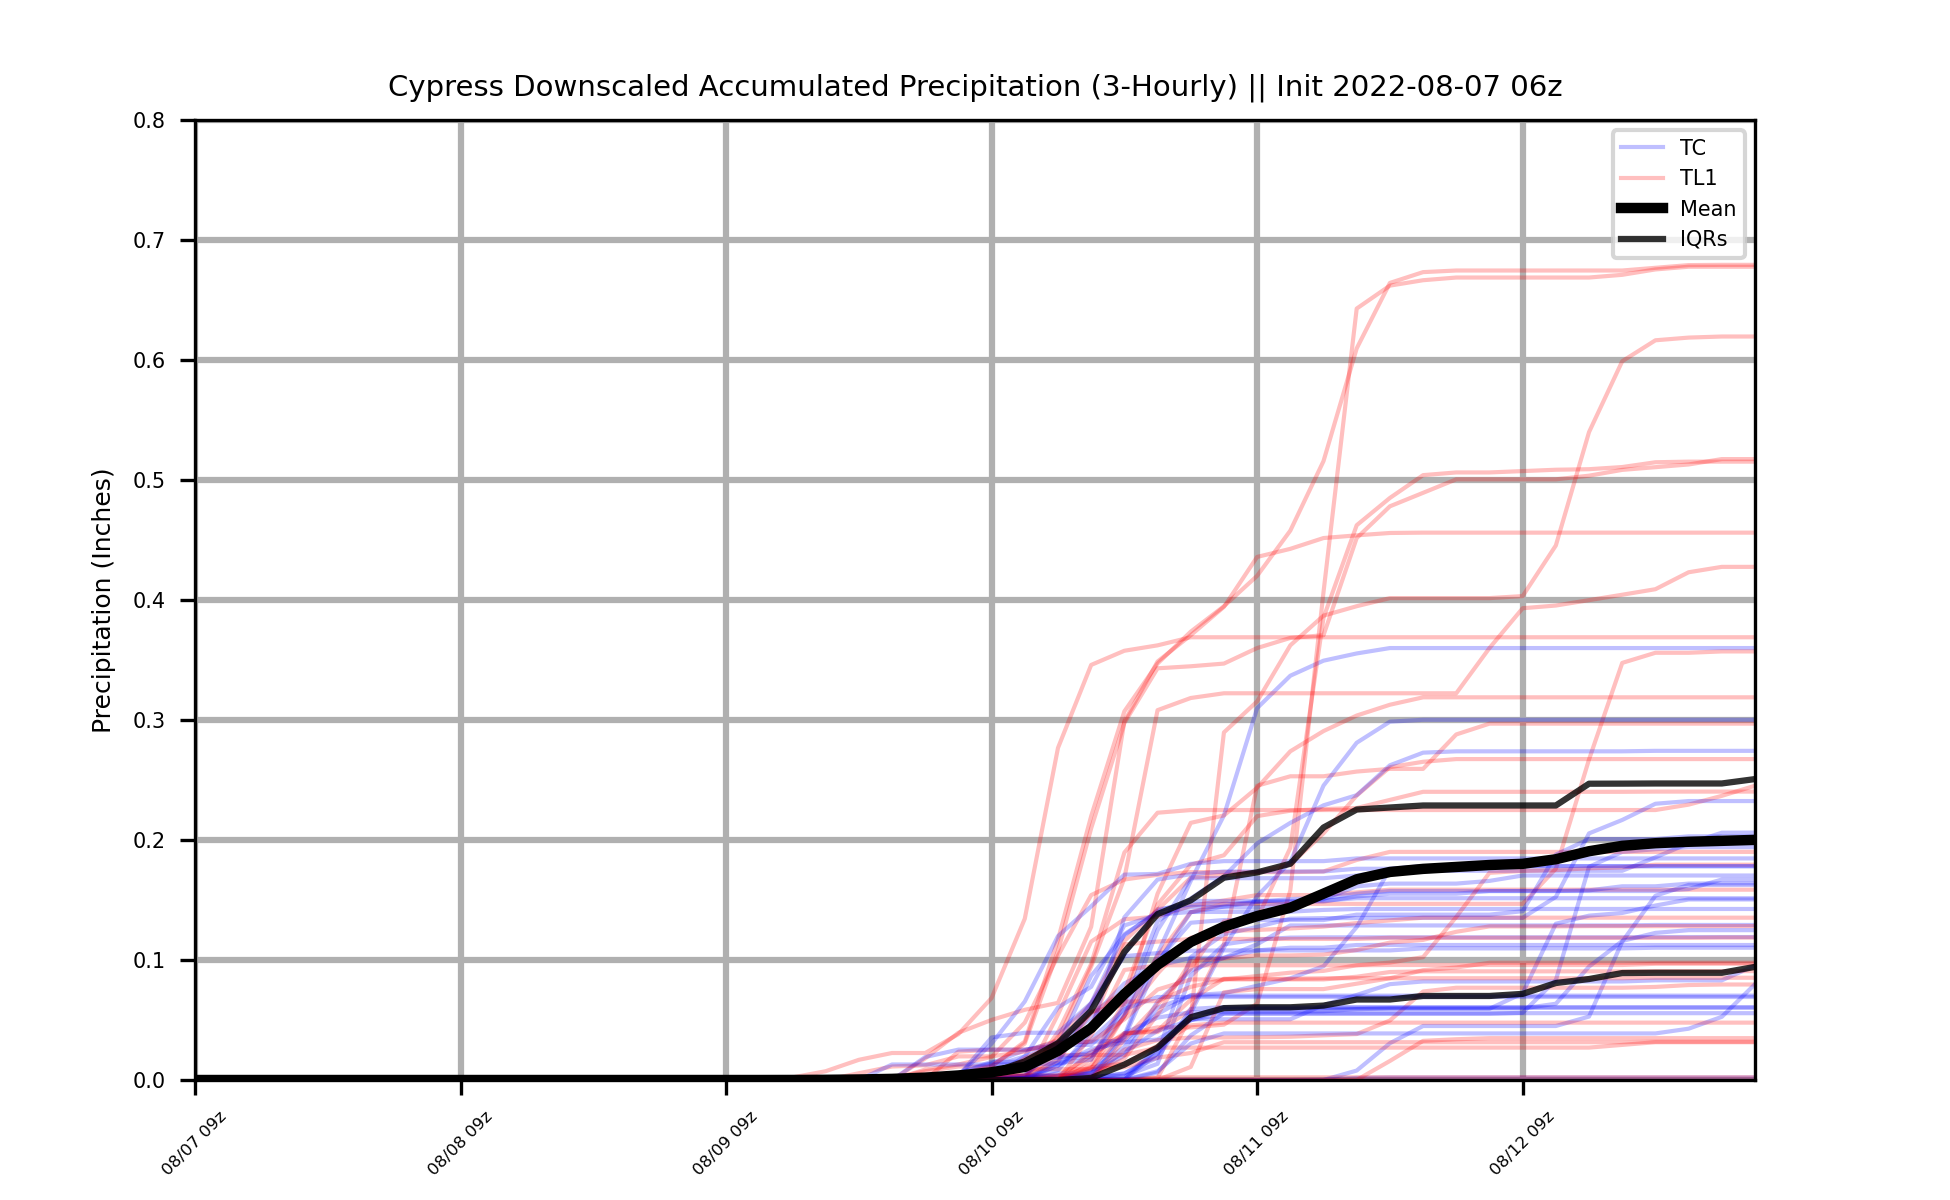 Cypress Downscaled Accumulated Precipitation (3-Hourly) || Init 2022-08-07 06z
Precipitation (Inches)
0.8
0.7
0.6
0.5
0.4
0.3
0.2
0.1
0.0
TC
TL1
Mean
IQRs
08/07 09z
08/08 09z
08/09 09z
08/10 09z
08/11 09z
08/12 09z